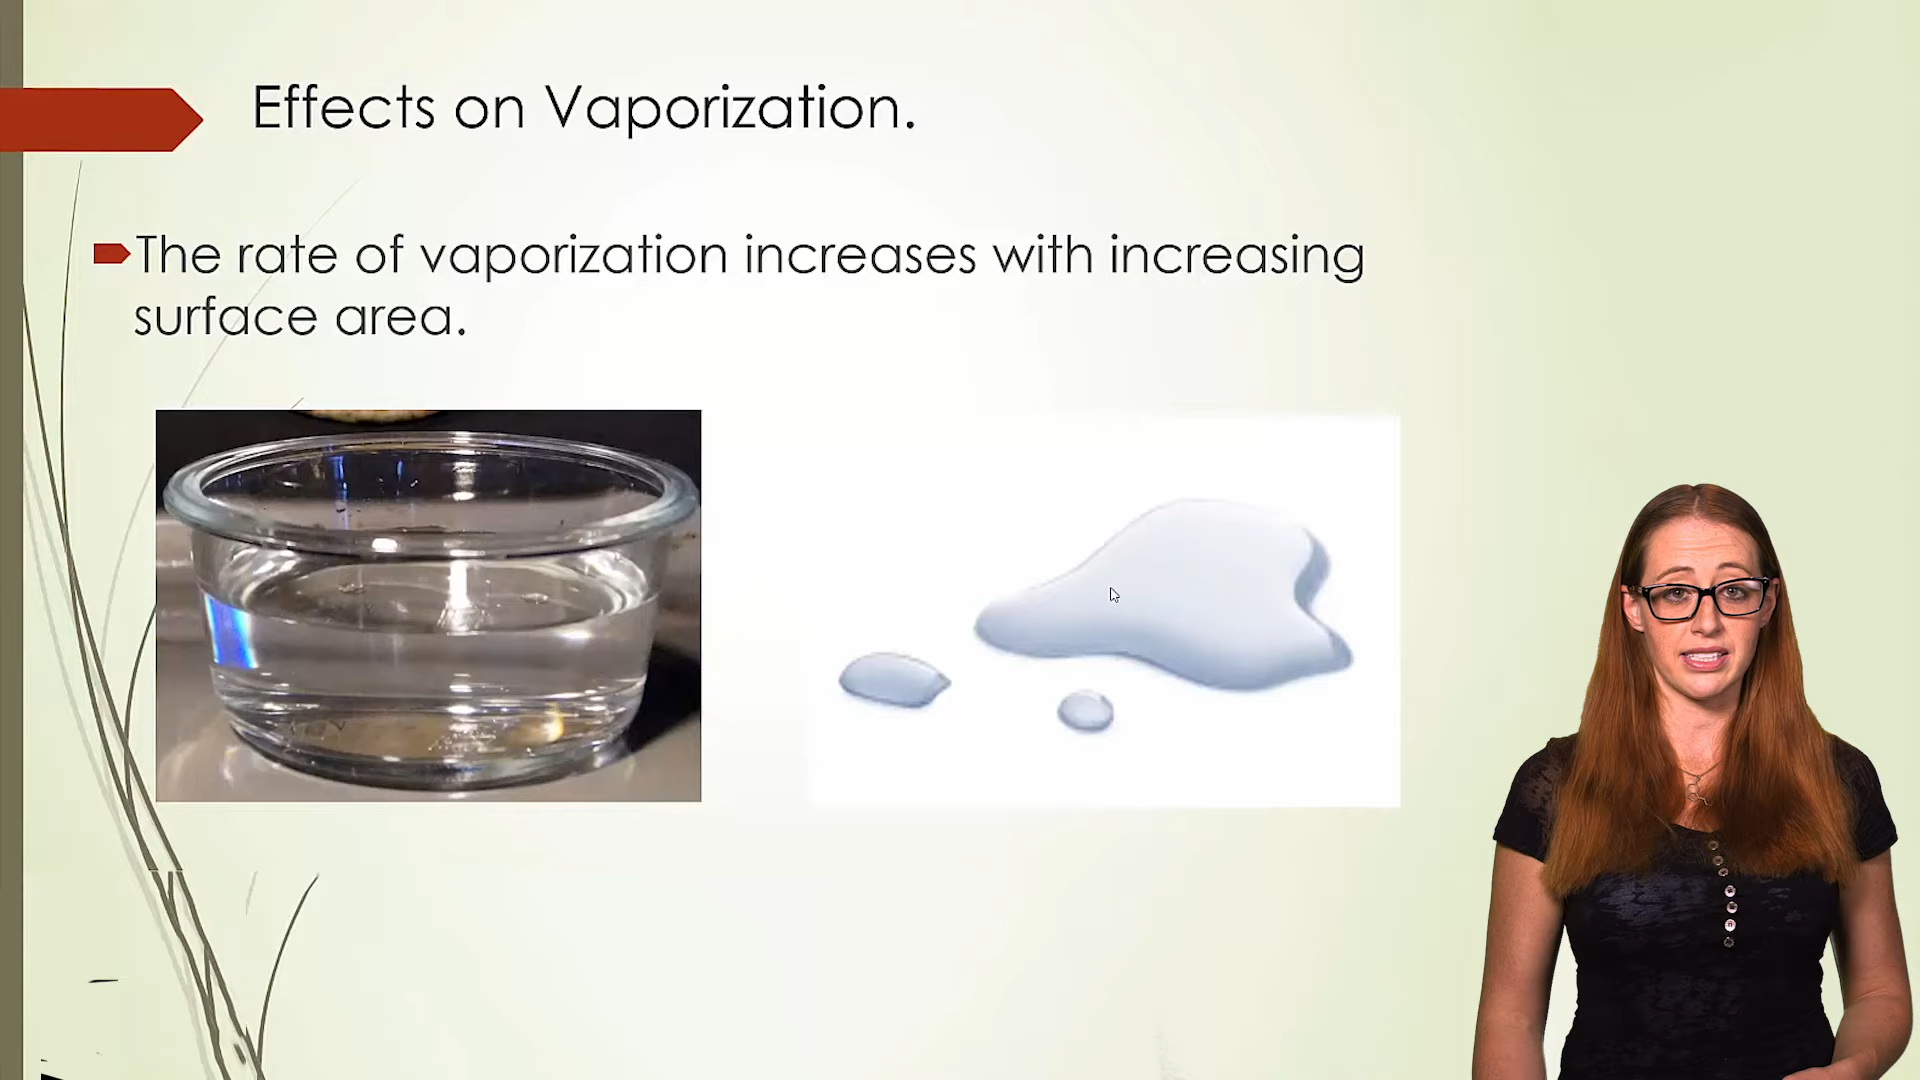 Effects on Vaporization.
The rate of vaporization increases with increasing
surface area.